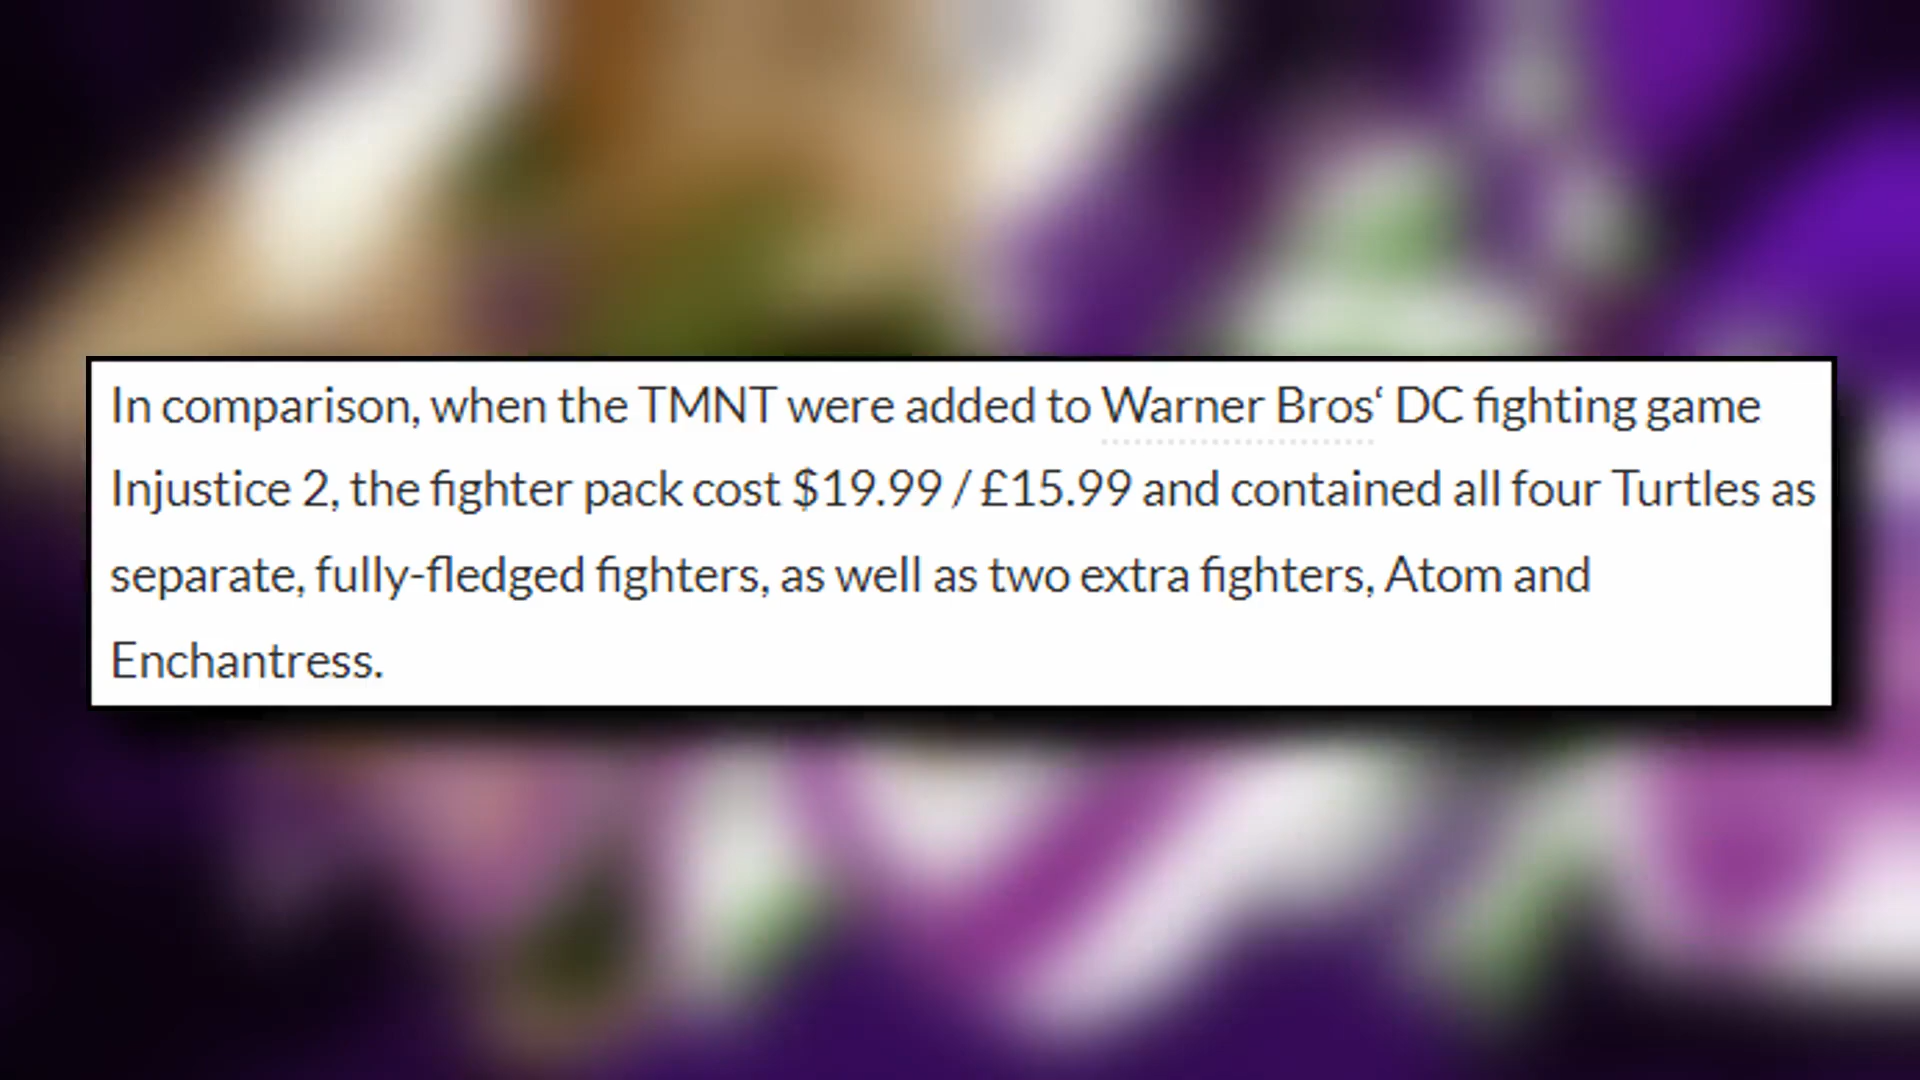 In comparison, when the TMNT were added to Warner Bros‘ DC fighting game
Injustice 2, the fighter pack cost $19.99 / £15.99 and contained all four Turtles as
separate, fully-fledged fighters, as well as two extra fighters, Atom and
Enchantress.